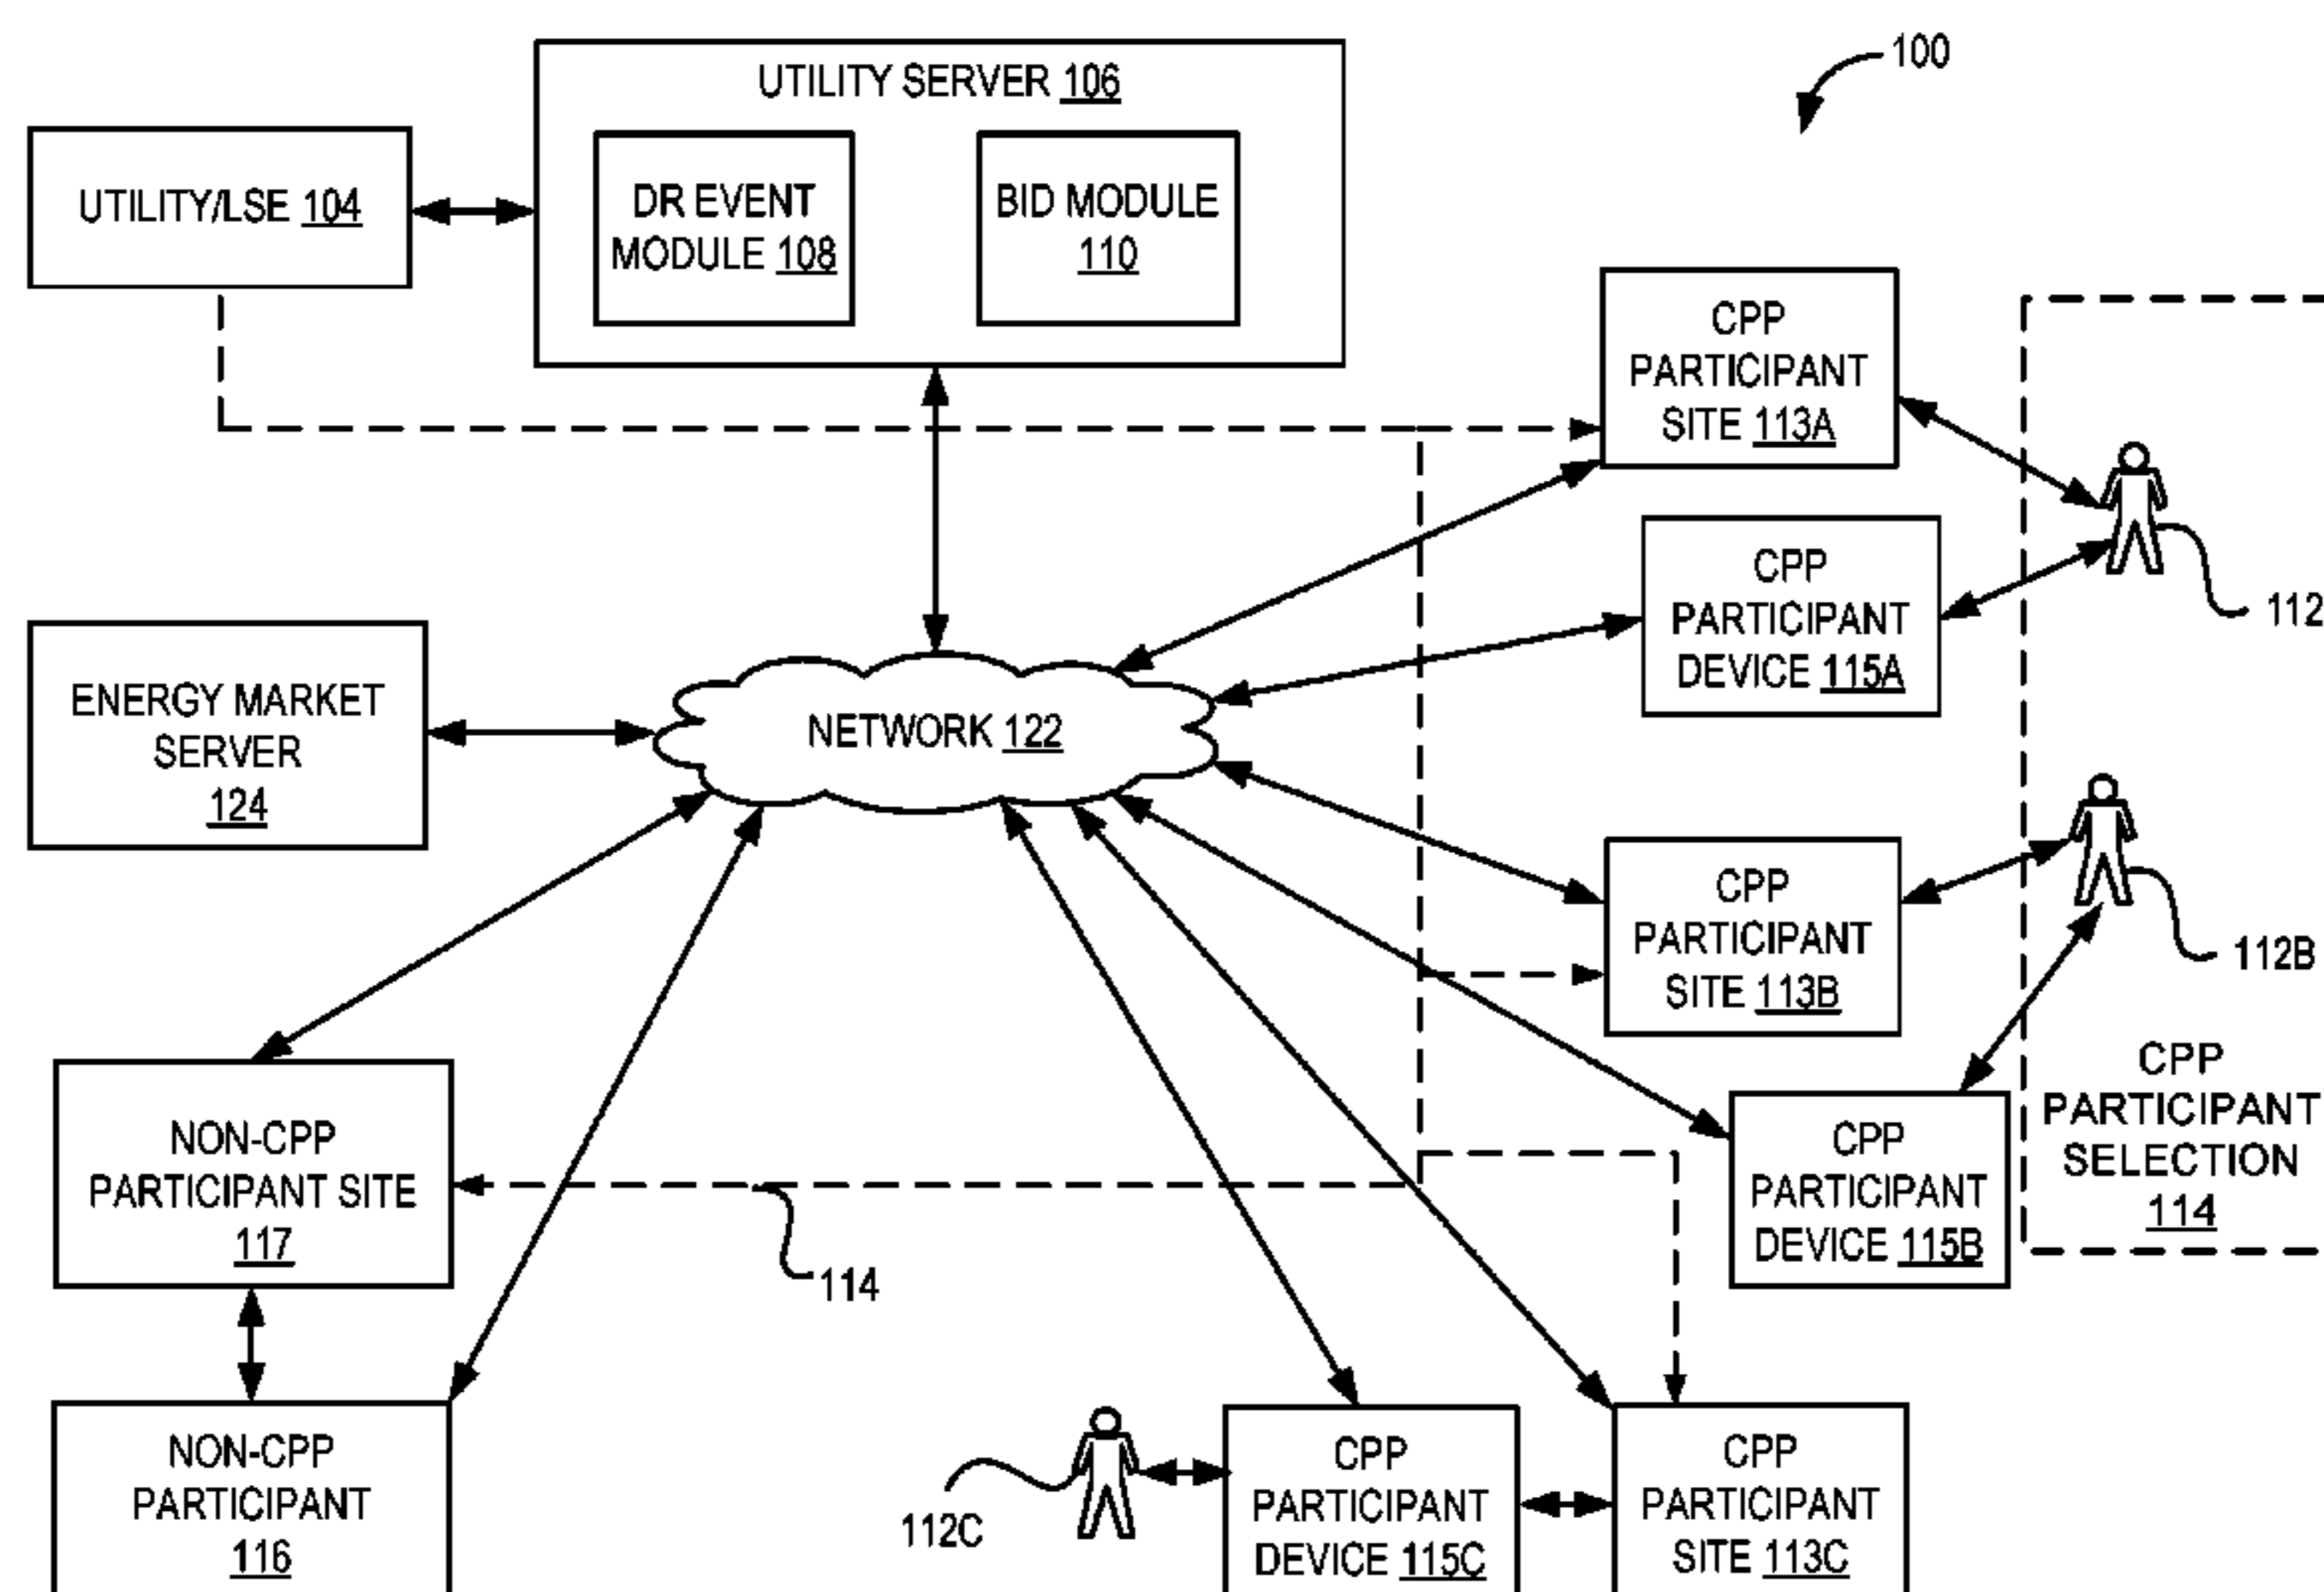 100
UTILITY SERVER 106
UTILITY/LSE 104
DR EVENT
MODULE 108
BID MODULE
110
CPP
PARTICIPANT
SITE 113A
CPP
PARTICIPANT
DEVICE 115A
112
ENERGY MARKET
SERVER
124
NETWORK 122
CPP
PARTICIPANT
SITE 113B
112B
CPP
PARTICIPANT
SELECTION
114
CPP
PARTICIPANT
DEVICE 115B
NON-CPP
PARTICIPANT SITE
117
114
NON-CPP
PARTICIPANT
116
112C
CPP
PARTICIPANT
DEVICE 115C
CPP
PARTICIPANT
SITE 113C